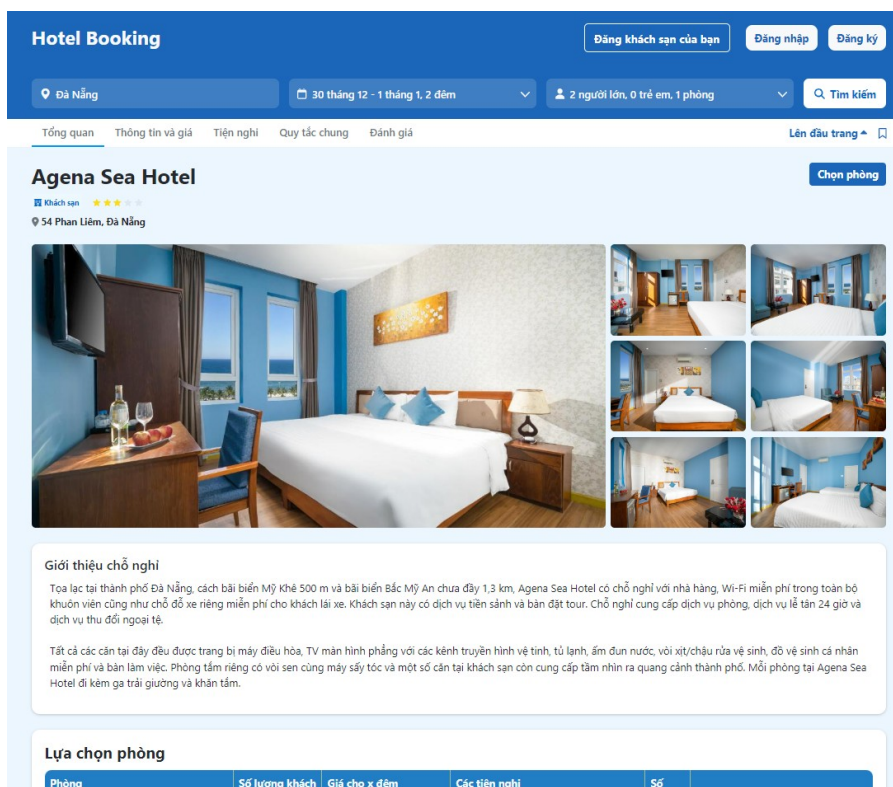 Hotel Booking
Đăng khách sạn của bạn
Đăng nhập
Đăng ký
Đà Nẵng
30 tháng 12 - 1 tháng 1, 2 đêm
2 người lớn, 0 trẻ em, 1 phòng
Tìm kiếm
Tổng quan
Thông tin và giá
Tiện nghi
Quy tắc chung
Đánh giá
Lên đầu trang
Agena Sea Hotel
Chọn phòng
Khách sạn
54 Phan Liêm, Đà Nẵng
Giới thiệu chỗ nghỉ
Tọa lạc tại thành phố Đà Nẵng, cách bãi biển Mỹ Khê 500 m và bãi biển Bắc Mỹ An chưa đầy 1,3 km, Agena Sea Hotel có chỗ nghỉ với nhà hàng, Wi-Fi miễn phí trong toàn bộ
khuôn viên cũng như chỗ đỗ xe riêng miễn phí cho khách lái xe. Khách sạn này có dịch vụ tiền sảnh và bàn đặt tour. Chỗ nghỉ cung cấp dịch vụ phòng, dịch vụ lễ tân 24 giờ và
dịch vụ thu đổi ngoại tệ.
Tất cả các căn tại đây đều được trang bị máy điều hòa, TV màn hình phẳng với các kênh truyền hình vệ tinh, tủ lạnh, ấm đun nước, vòi xịt/chậu rửa vệ sinh, đồ vệ sinh cá nhân
miễn phí và bàn làm việc. Phòng tắm riêng có vòi sen cùng máy sấy tóc và một số căn tại khách sạn còn cung cấp tầm nhìn ra quang cảnh thành phố. Mỗi phòng tại Agena Sea
Hotel đi kèm ga trải giường và khăn tắm.
Lựa chọn phòng
Phòng
Số lượng khách
Giá cho x đêm
Các tiện nghi
Số